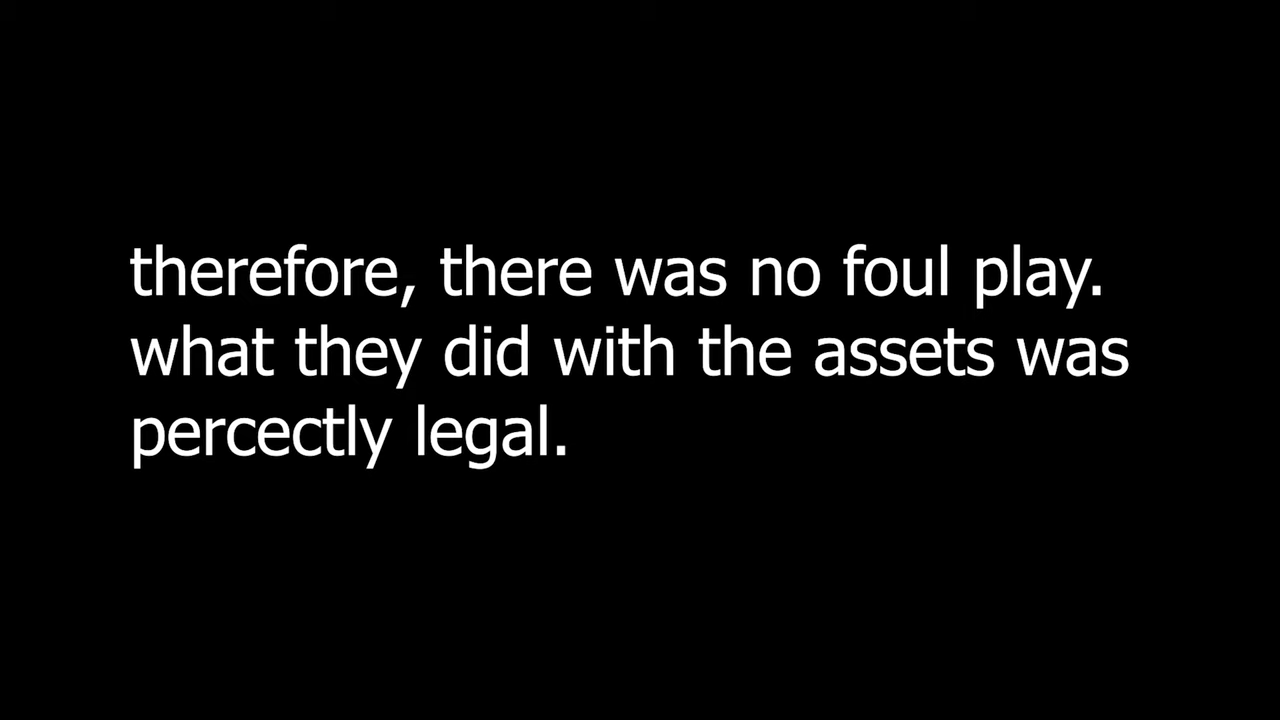 therefore, there was no foul play.
what they did with the assets was
percectly legal.